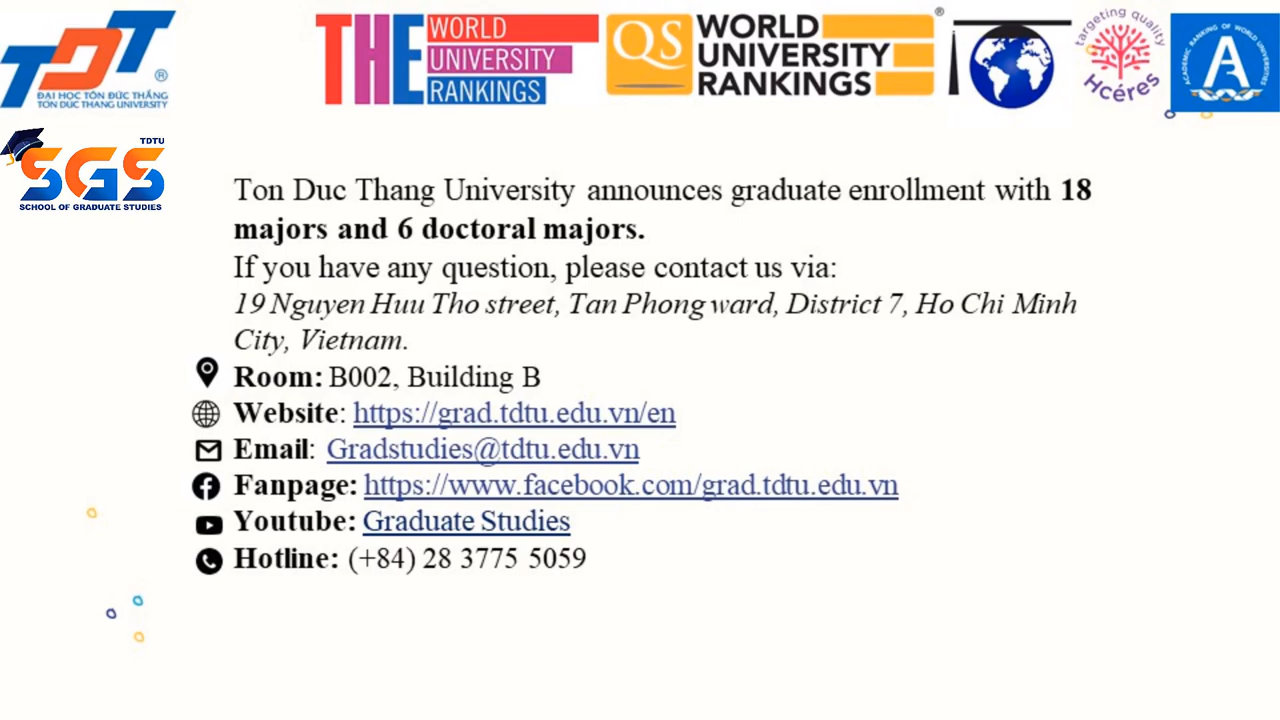 TDT®
ĐẠI HỌC TÔN ĐỨC THẮNG
TON DUC THANG UNIVERSITY
THE WORLD
UNIVERSITY
RANKINGS
QS WORLD
UNIVERSITY
RANKINGS
®
targeting quality
Hcéres
ACADEMIC RANKING OF WORLD UNIVERSITIES
TDTU
SGS
SCHOOL OF GRADUATE STUDIES
Ton Duc Thang University announces graduate enrollment with 18
majors and 6 doctoral majors.
If you have any question, please contact us via:
19 Nguyen Huu Tho street, Tan Phong ward, District 7, Ho Chi Minh
City, Vietnam.
Room: B002, Building B
Website: https://grad.tdtu.edu.vn/en
Email: Gradstudies@tdtu.edu.vn
Fanpage: https://www.facebook.com/grad.tdtu.edu.vn
Youtube: Graduate Studies
Hotline: (+84) 28 3775 5059